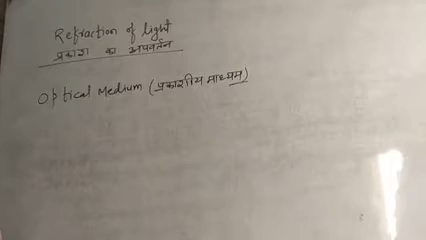 Refraction of light
प्रकाश का अपवर्तन
Optical Medium (प्रकाशीय माध्यम)